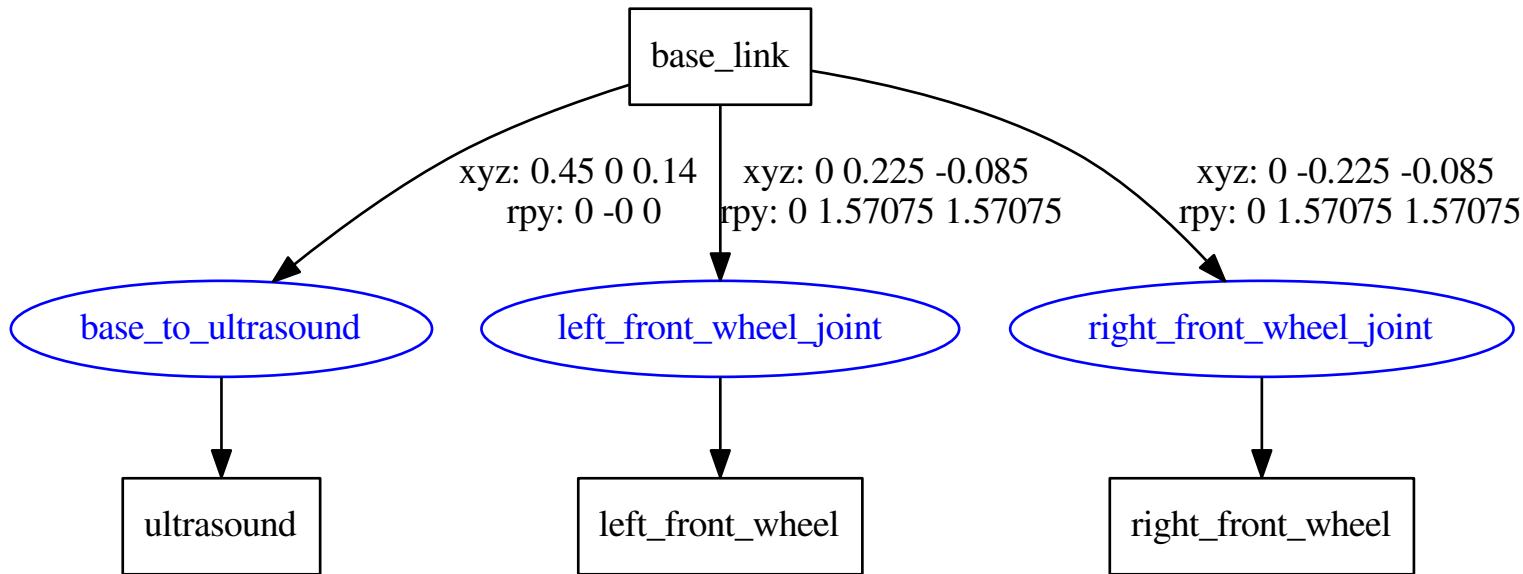 base_link
xyz: 0.45 0 0.14
rpy: 0 -0 0
xyz: 0 0.225 -0.085
rpy: 0 1.57075 1.57075
xyz: 0 -0.225 -0.085
rpy: 0 1.57075 1.57075
base_to_ultrasound
left_front_wheel_joint
right_front_wheel_joint
ultrasound
left_front_wheel
right_front_wheel